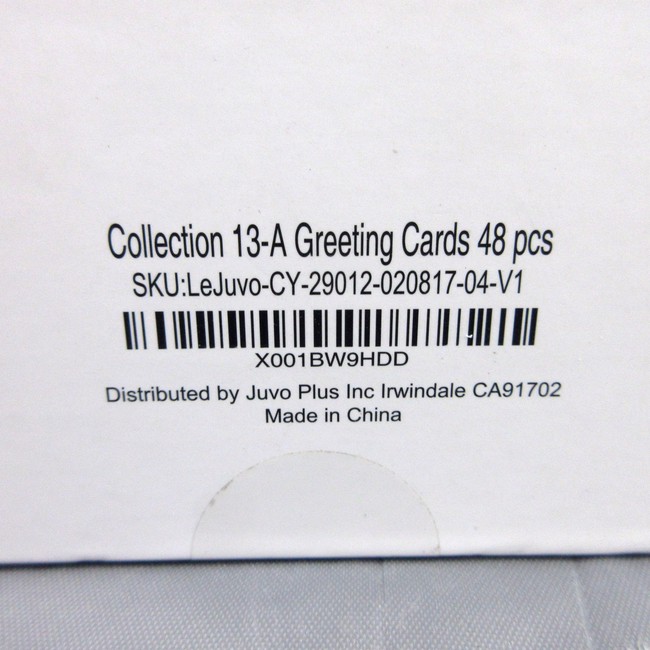 Collection 13-A Greeting Cards 48 pcs
SKU:LeJuvo-CY-29012-020817-04-V1
X001BW9HDD
Distributed by Juvo Plus Inc Irwindale CA91702
Made in China